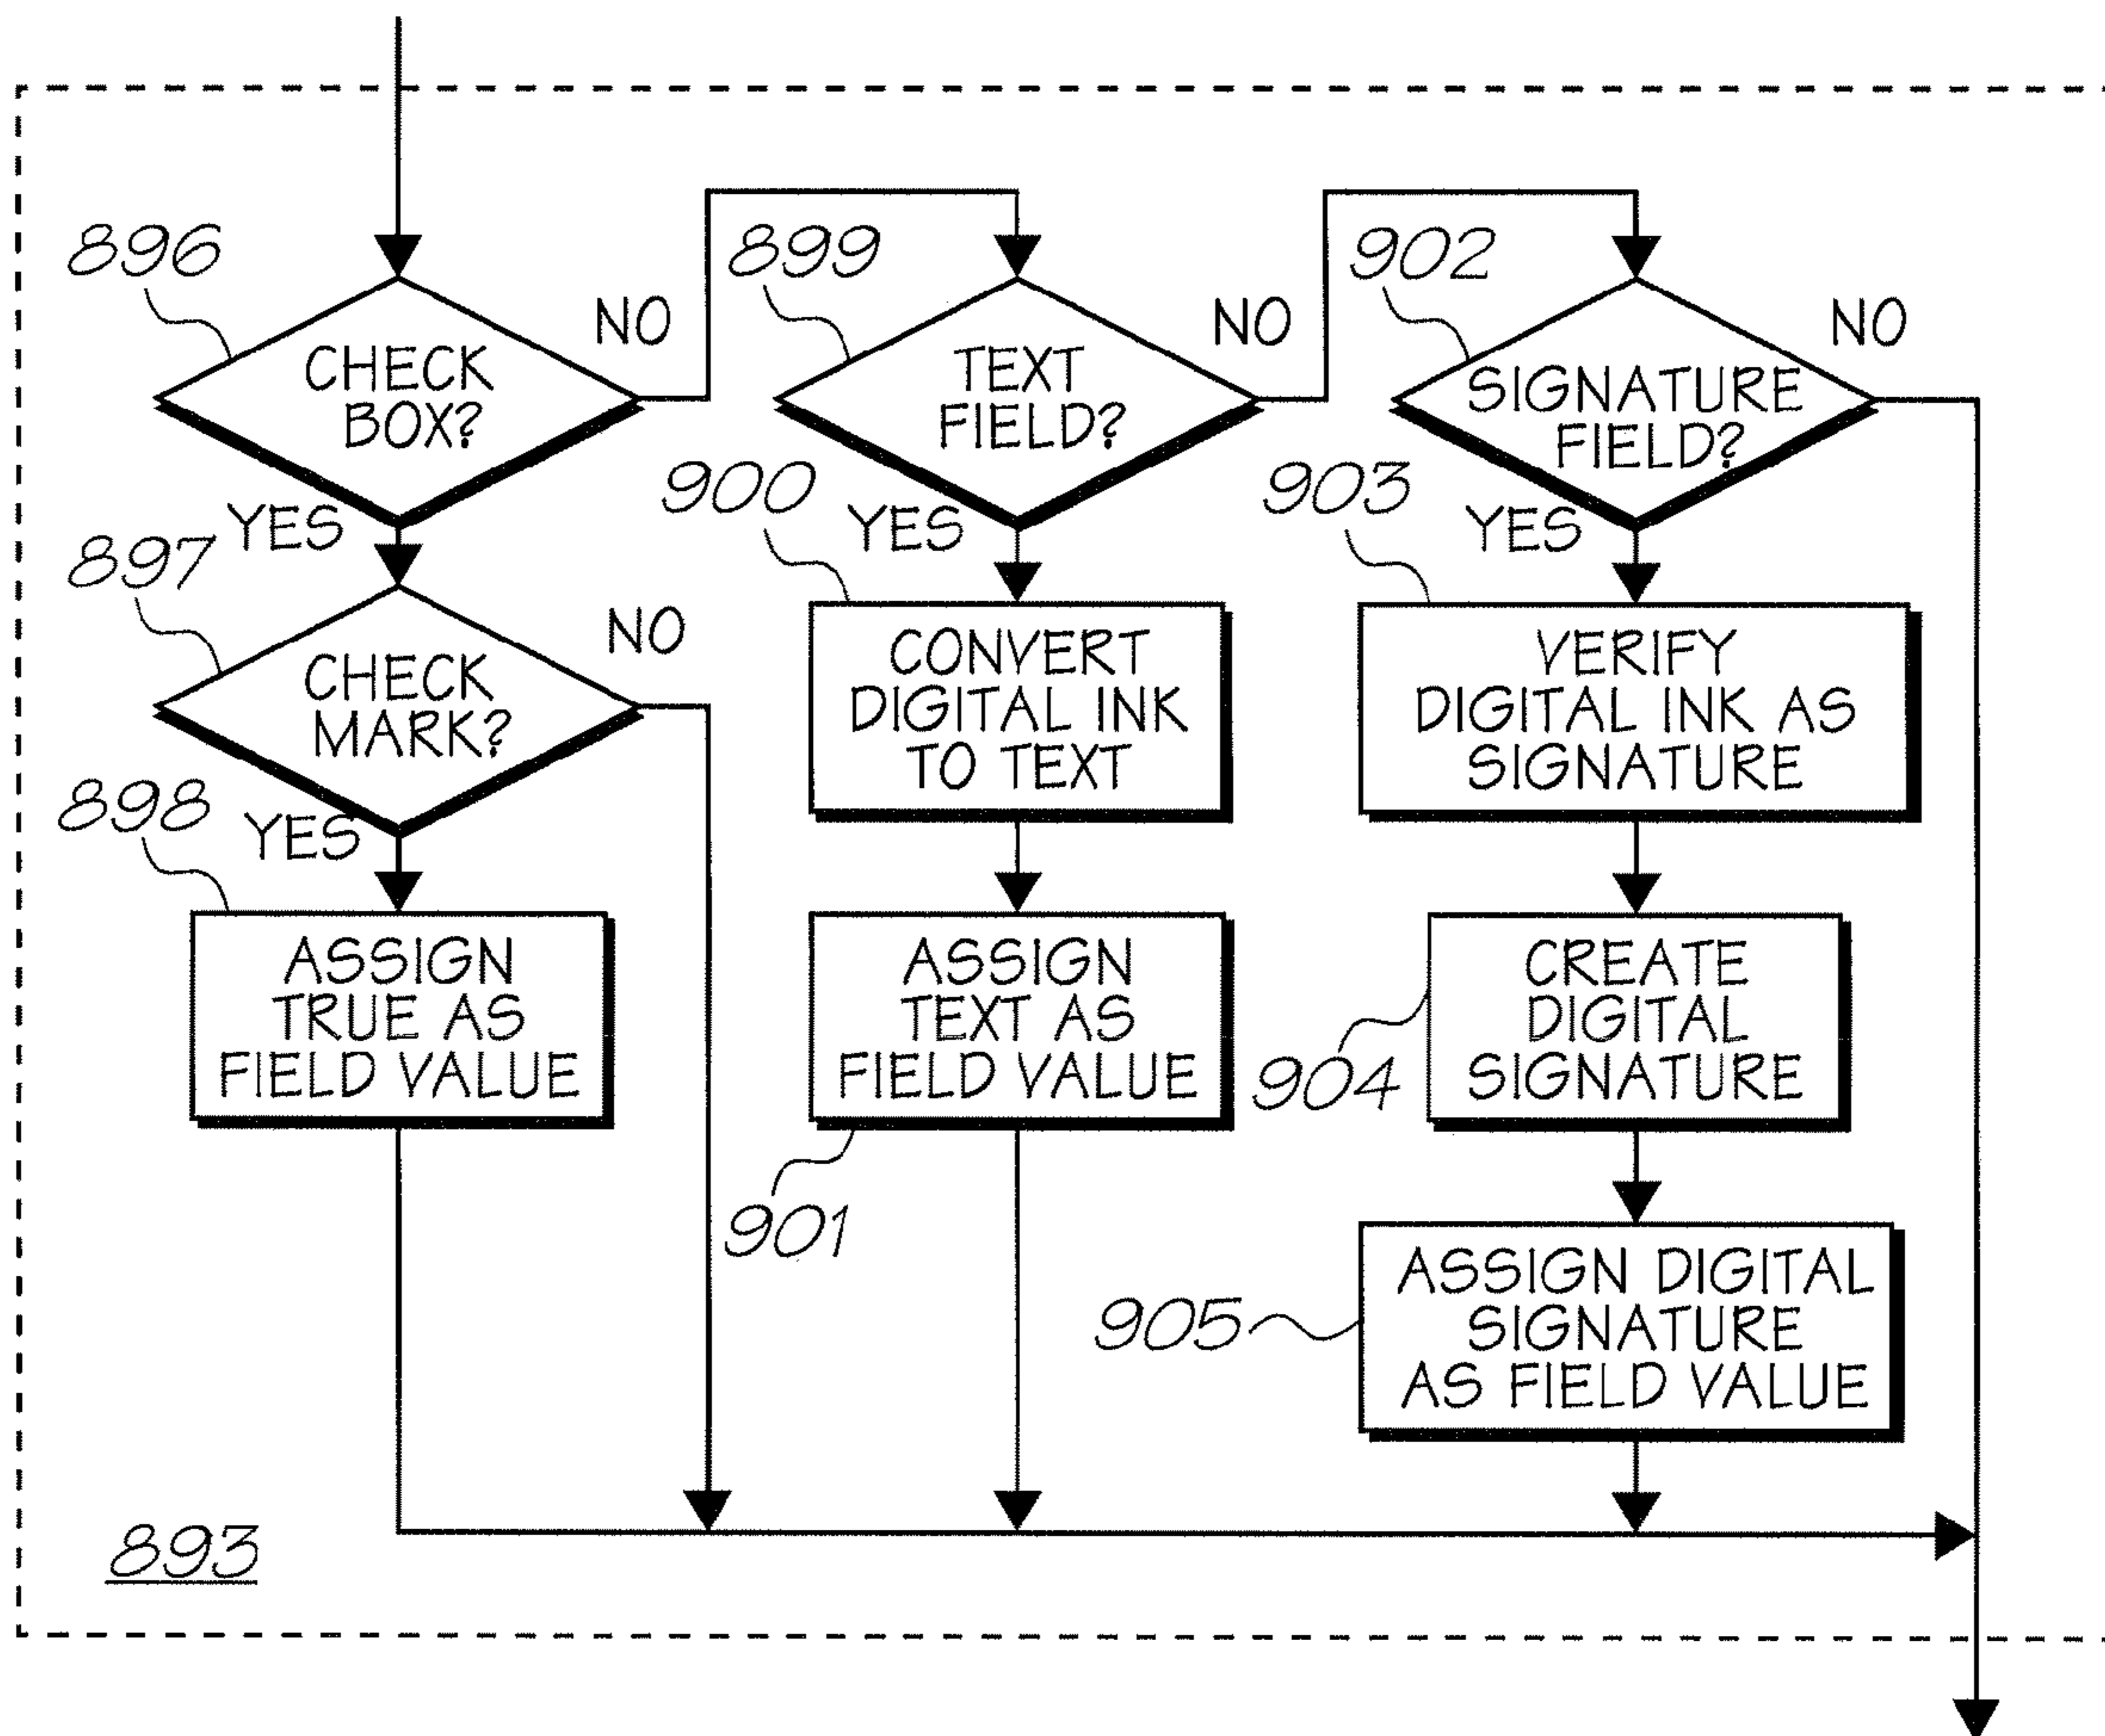 896
CHECK
BOX?
NO
YES
897
CHECK
MARK?
NO
YES
898
ASSIGN
TRUE AS
FIELD VALUE
899
TEXT
FIELD?
NO
YES
900
CONVERT
DIGITAL INK
TO TEXT
ASSIGN
TEXT AS
FIELD VALUE
901
902
SIGNATURE
FIELD?
NO
YES
903
VERIFY
DIGITAL INK AS
SIGNATURE
CREATE
DIGITAL
SIGNATURE
904
ASSIGN DIGITAL
SIGNATURE
AS FIELD VALUE
905
893